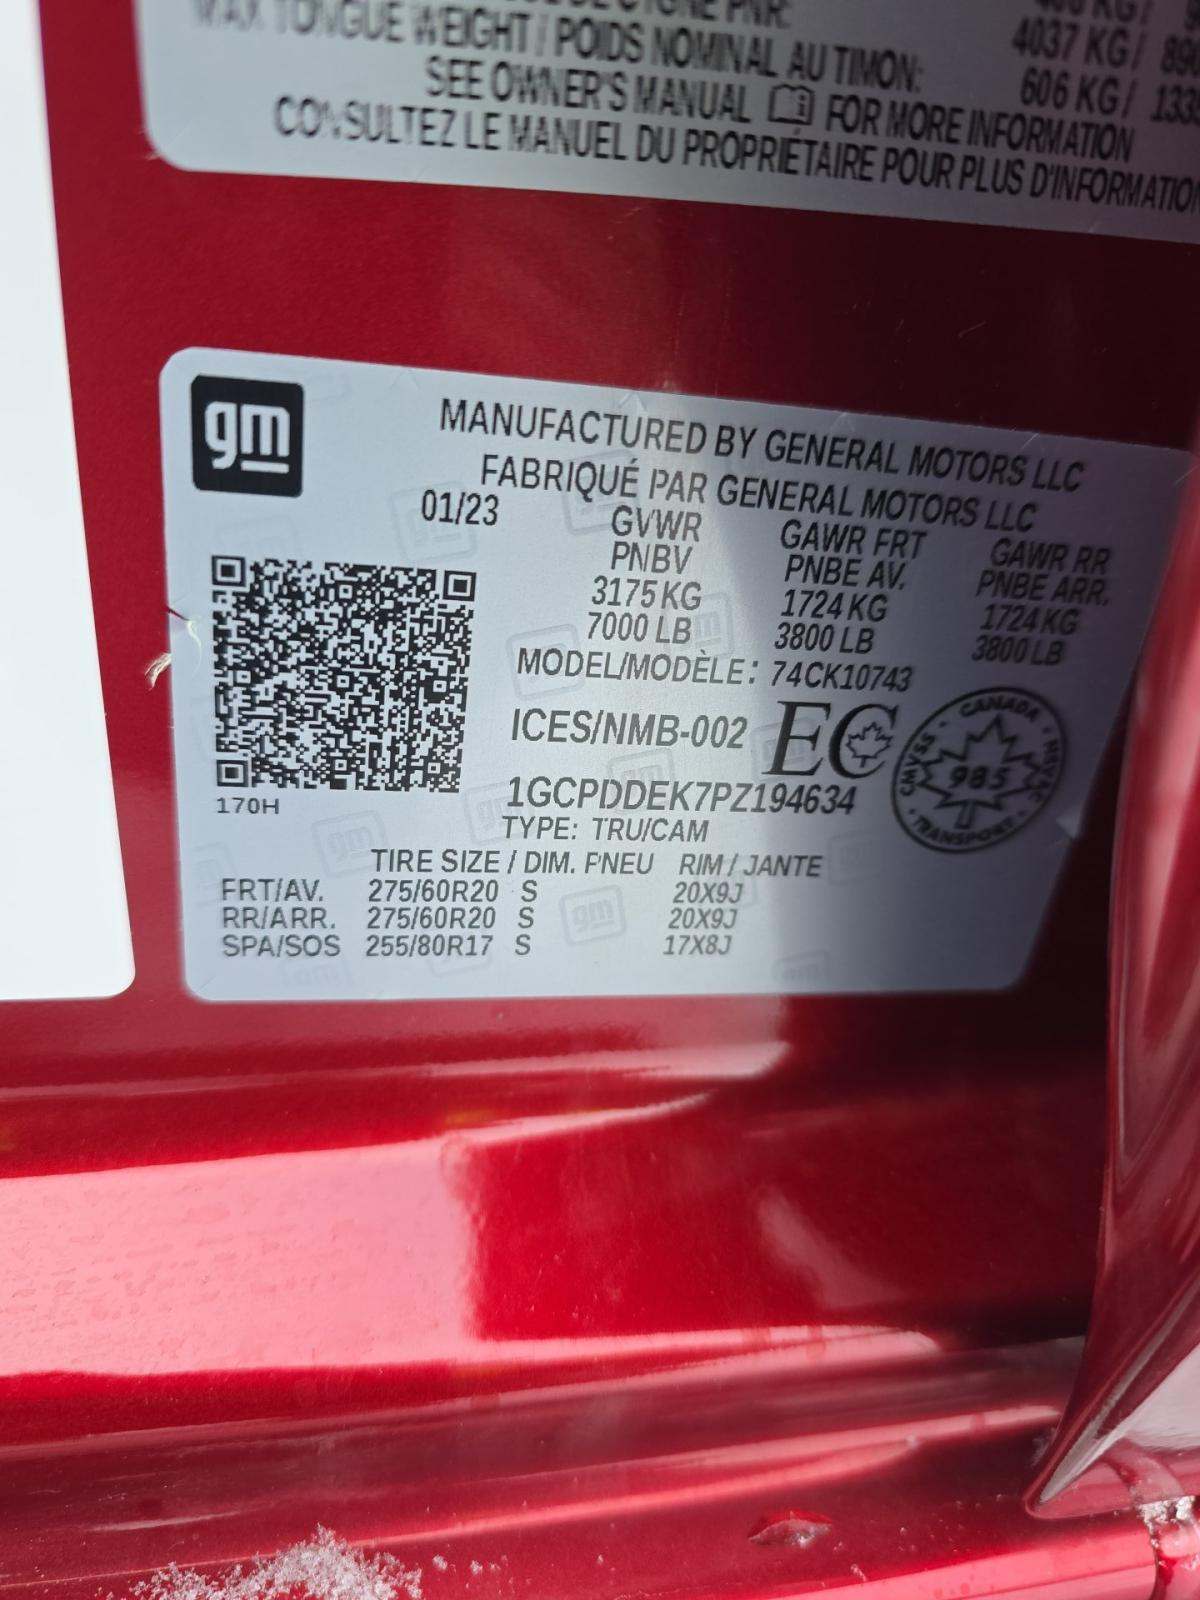 MAX TONGUE WEIGHT / POIDS NOMINAL AU TIMON:
4037 KG /
606 KG /
SEE OWNER'S MANUAL FOR MORE INFORMATION
CONSULTEZ LE MANUEL DU PROPRIÉTAIRE POUR PLUS D'INFORMATION
gm
MANUFACTURED BY GENERAL MOTORS LLC
FABRIQUÉ PAR GENERAL MOTORS LLC
01/23 GVWR GAWR FRT GAWR RR
PNBV PNBE AV. PNBE ARR.
3175 KG 1724 KG 1724 KG
7000 LB 3800 LB 3800 LB
MODEL/MODÈLE: 74CK10743
ICES/NMB-002 EC
CANADA
CMVSS 985 NSVAC
TRANSPORT
1GCPDDEK7PZ194634
170H
TYPE: TRU/CAM
TIRE SIZE / DIM. PNEU RIM / JANTE
FRT/AV. 275/60R20 S 20X9J
RR/ARR. 275/60R20 S 20X9J
SPA/SOS 255/80R17 S 17X8J